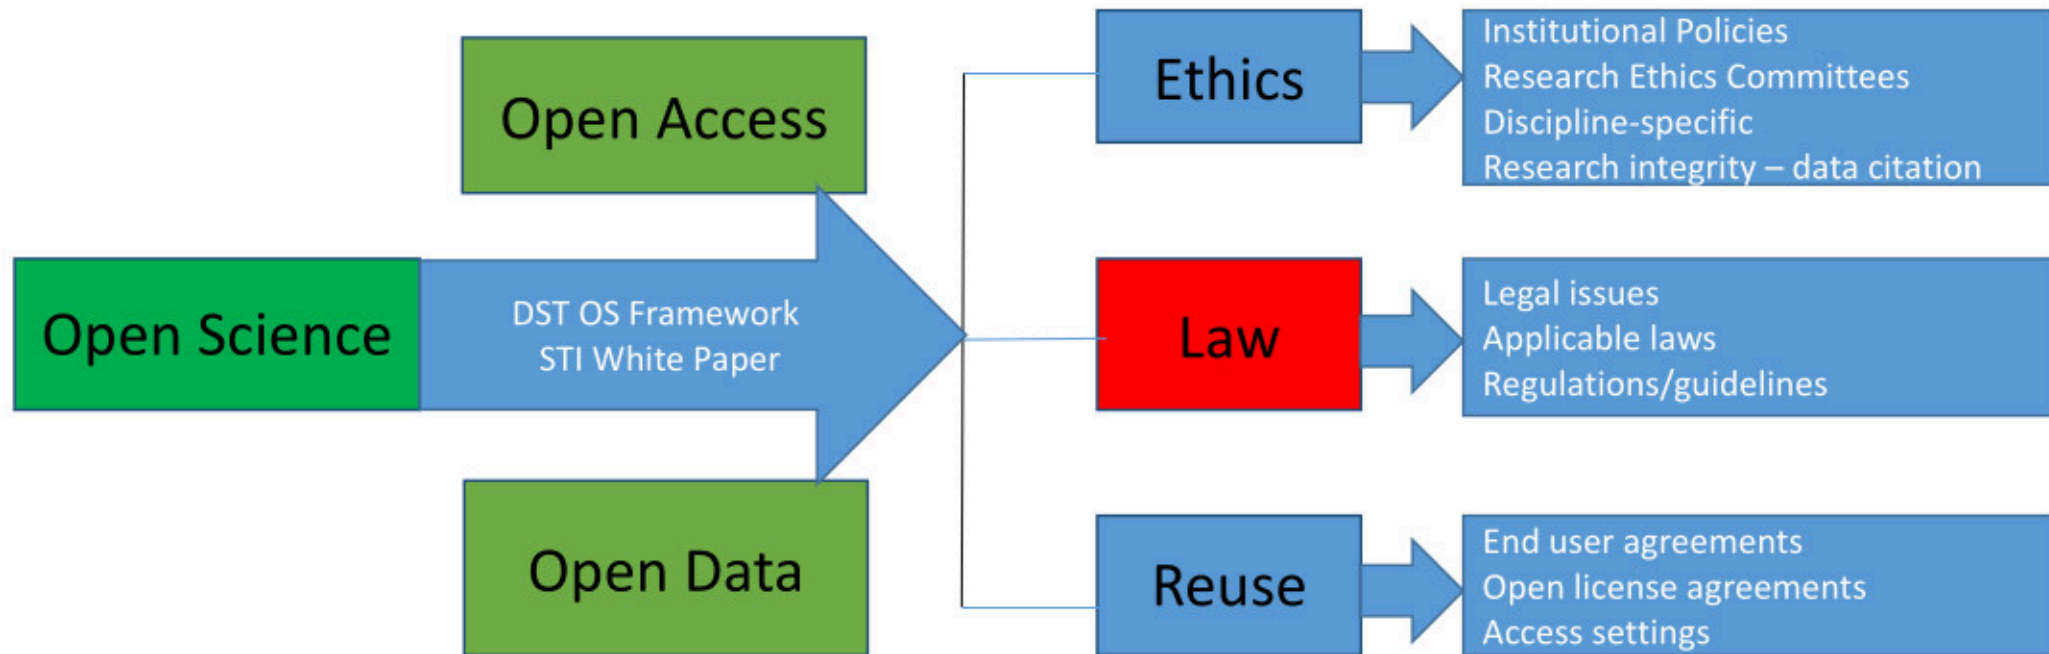 Open Access
Open Science
DST OS Framework
STI White Paper
Open Data
Ethics
Institutional Policies
Research Ethics Committees
Discipline-specific
Research integrity – data citation
Law
Legal issues
Applicable laws
Regulations/guidelines
Reuse
End user agreements
Open license agreements
Access settings